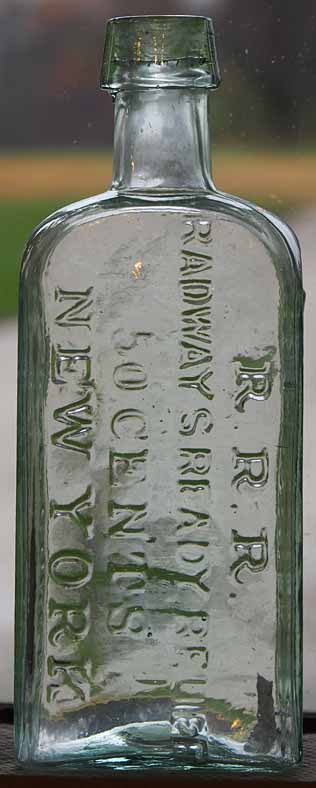 R.R.R.
RADWAY'S READY RELIEF
50 CENTS
NEW YORK